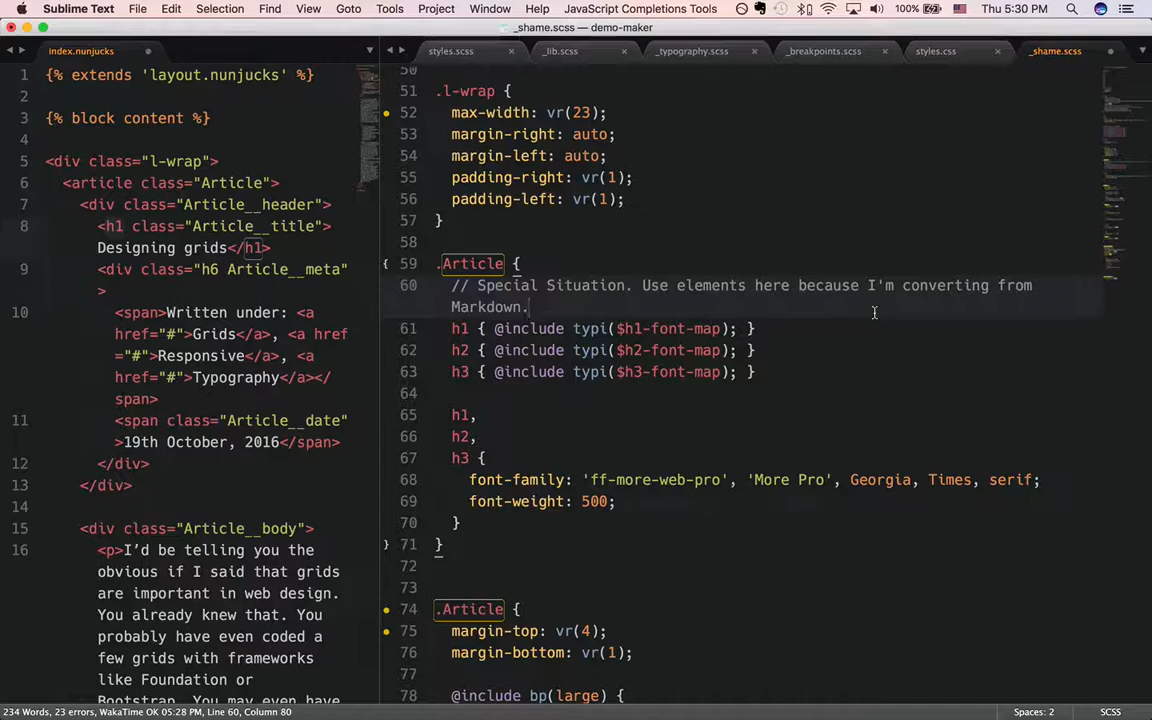 Sublime Text File Edit Selection Find View Goto Tools Project Window Help JavaScript Completions Tools 100% Thu 5:30 PM
_shame.scss — demo-maker
index.nunjucks styles.scss _lib.scss _typography.scss _breakpoints.scss styles.css _shame.scss
1 {% extends 'layout.nunjucks' %}
2
3 {% block content %}
4
5 <div class="l-wrap">
6 <article class="Article">
7 <div class="Article__header">
8 <h1 class="Article__title">
Designing grids</h1>
9 <div class="h6 Article__meta"
>
10 <span>Written under: <a
href="#">Grids</a>, <a href
="#">Responsive</a>, <a
href="#">Typography</a></
span>
11 <span class="Article__date"
>19th October, 2016</span>
12 </div>
13 </div>
14
15 <div class="Article__body">
16 <p>I’d be telling you the
obvious if I said that grids
are important in web design.
You already knew that. You
probably have even coded a
few grids with frameworks
like Foundation or
Bootstrap. You may even have
50
51 .l-wrap {
52 max-width: vr(23);
53 margin-right: auto;
54 margin-left: auto;
55 padding-right: vr(1);
56 padding-left: vr(1);
57 }
58
59 .Article {
60 // Special Situation. Use elements here because I'm converting from
Markdown.
61 h1 { @include typi($h1-font-map); }
62 h2 { @include typi($h2-font-map); }
63 h3 { @include typi($h3-font-map); }
64
65 h1,
66 h2,
67 h3 {
68 font-family: 'ff-more-web-pro', 'More Pro', Georgia, Times, serif;
69 font-weight: 500;
70 }
71 }
72
73
74 .Article {
75 margin-top: vr(4);
76 margin-bottom: vr(1);
77
78 @include bp(large) {
234 Words, 23 errors, WakaTime OK 05:28 PM, Line 60, Column 80 Spaces: 2 SCSS